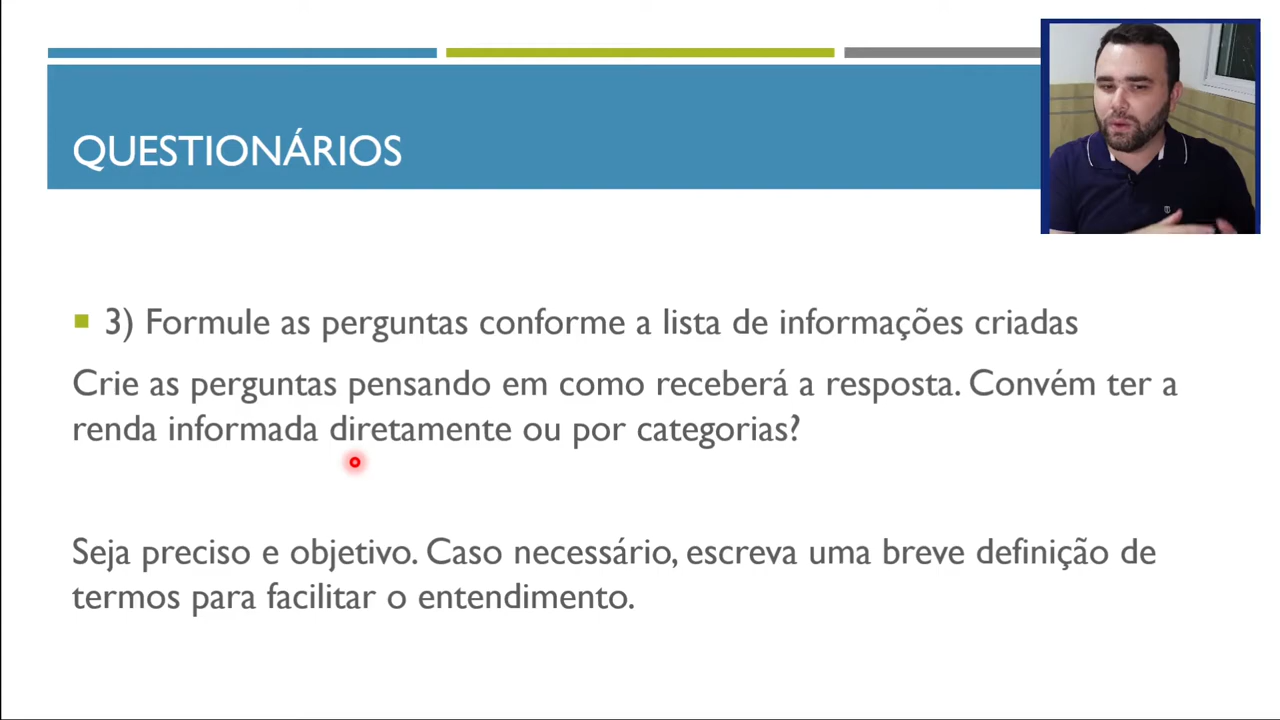 QUESTIONÁRIOS
3) Formule as perguntas conforme a lista de informações criadas
Crie as perguntas pensando em como receberá a resposta. Convém ter a
renda informada diretamente ou por categorias?
Seja preciso e objetivo. Caso necessário, escreva uma breve definição de
termos para facilitar o entendimento.